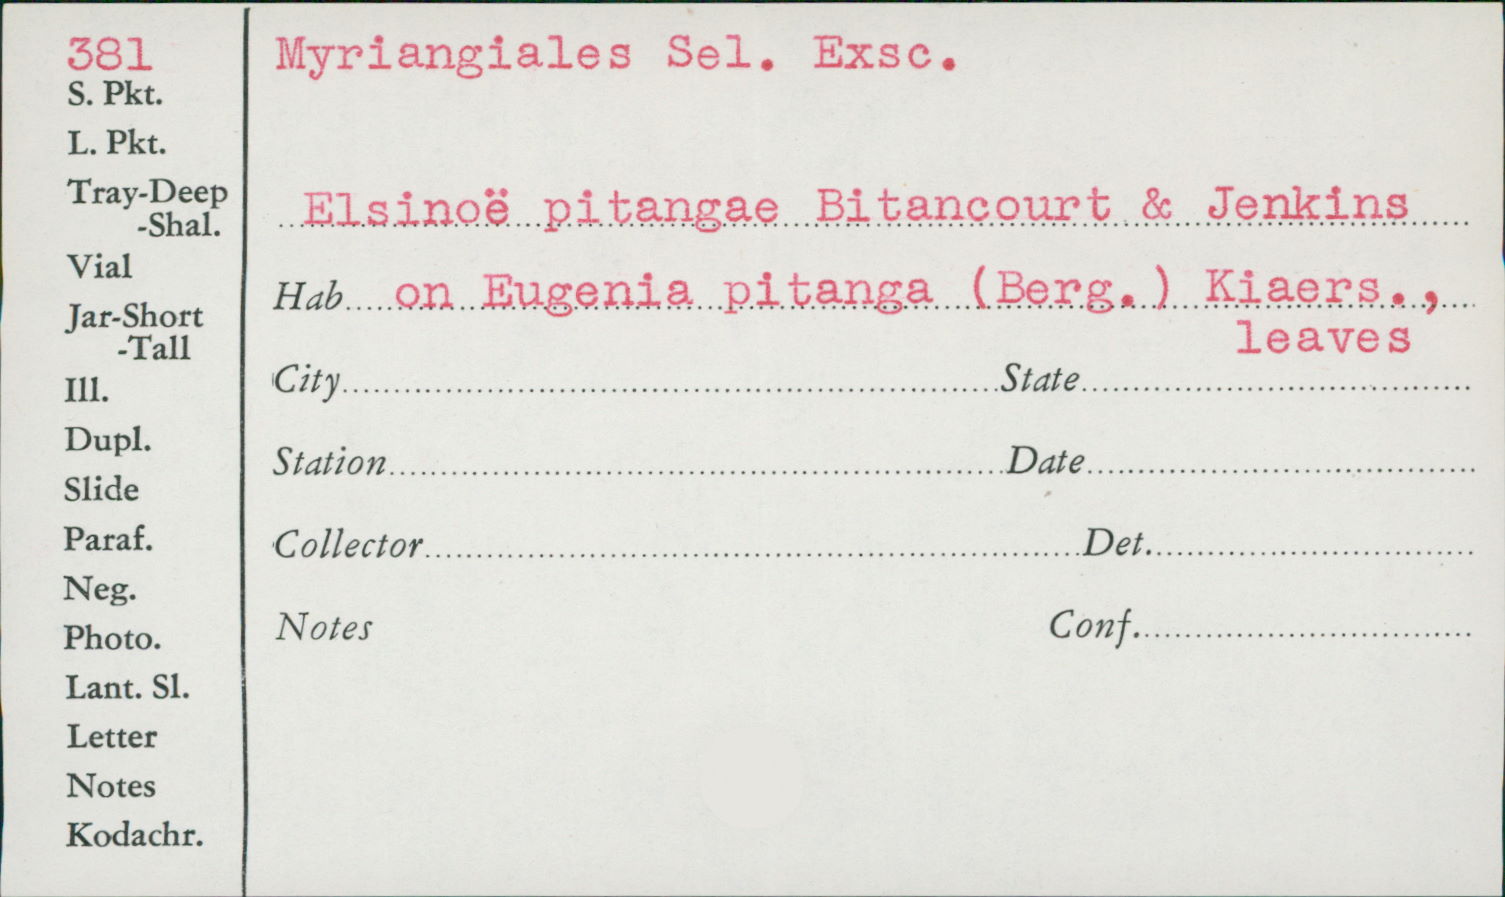 381
S. Pkt.
L. Pkt.
Tray-Deep
-Shal.
Vial
Jar-Short
-Tall
Ill.
Dupl.
Slide
Paraf.
Neg.
Photo.
Lant. Sl.
Letter
Notes
Kodachr.
Myriangiales Sel. Exsc.
Elsinoë pitangae Bitancourt & Jenkins
Hab on Eugenia pitanga (Berg.) Kiaers.,
leaves
City State
Station Date
Collector Det.
Notes Conf.